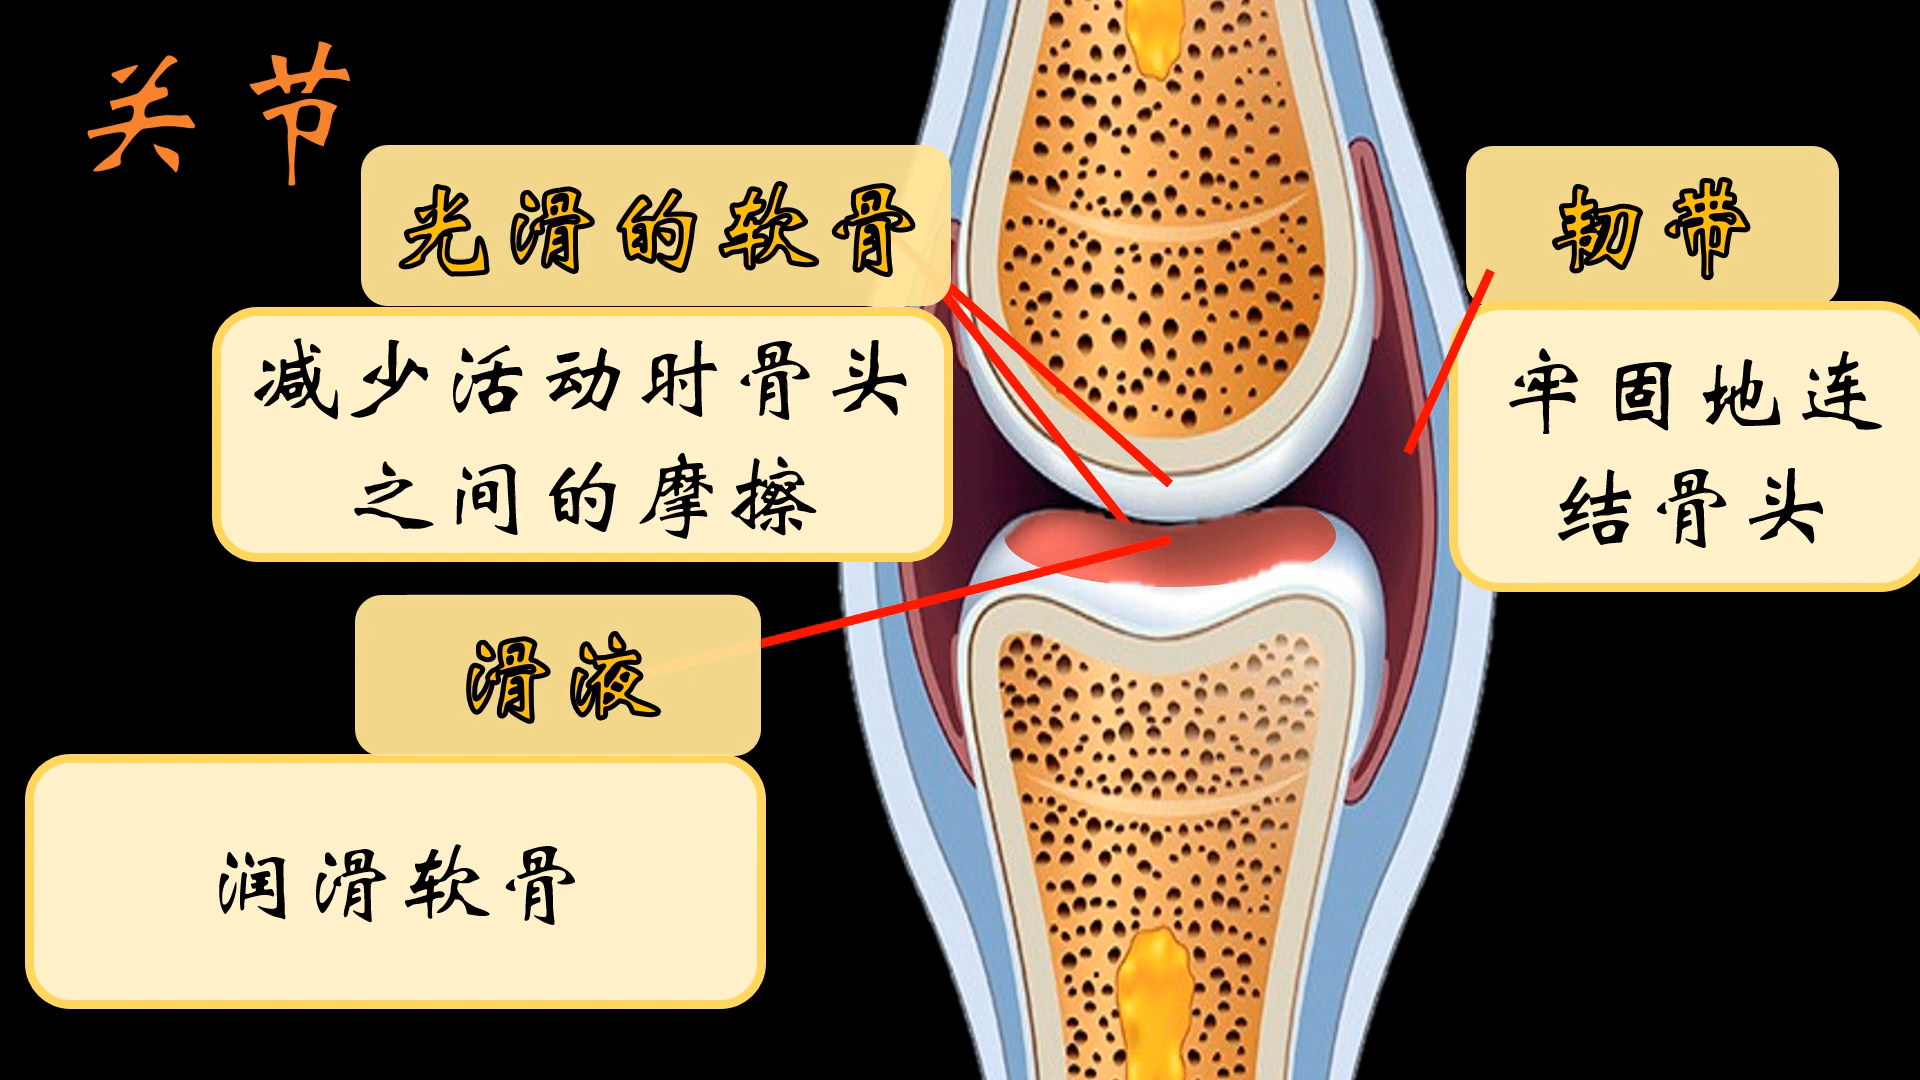 关节
光滑的软骨
减少活动时骨头
之间的摩擦
韧带
牢固地连
结骨头
滑液
润滑软骨